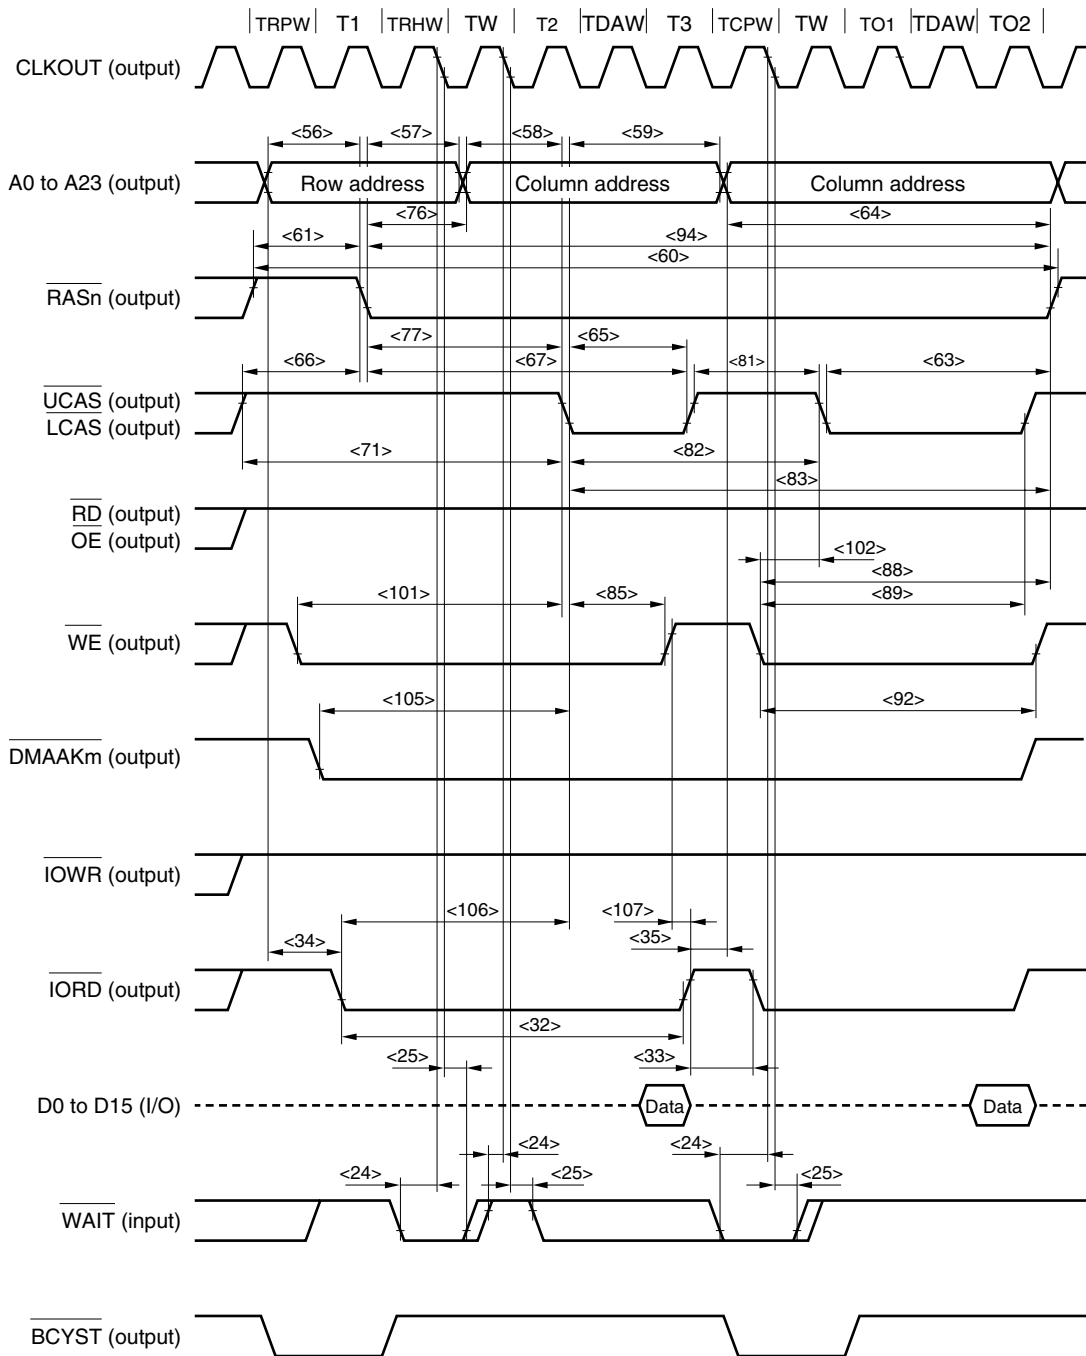 TRPW T1 TRHW TW T2 TDAW T3 TCPW TW TO1 TDAW TO2
CLKOUT (output)
<56> <57> <58> <59>
A0 to A23 (output) Row address Column address Column address
<76> <64>
<61> <94>
<60>
RASn (output)
<77> <65>
<66> <67> <81> <63>
UCAS (output)
LCAS (output)
<71> <82>
<83>
RD (output)
OE (output)
<102>
<88>
<101> <85> <89>
WE (output)
<105> <92>
DMAAKm (output)
IOWR (output)
<106> <107>
<34> <35>
IORD (output)
<32>
<25> <33>
D0 to D15 (I/O) Data Data
<24> <24>
<24> <25> <25>
WAIT (input)
BCYST (output)